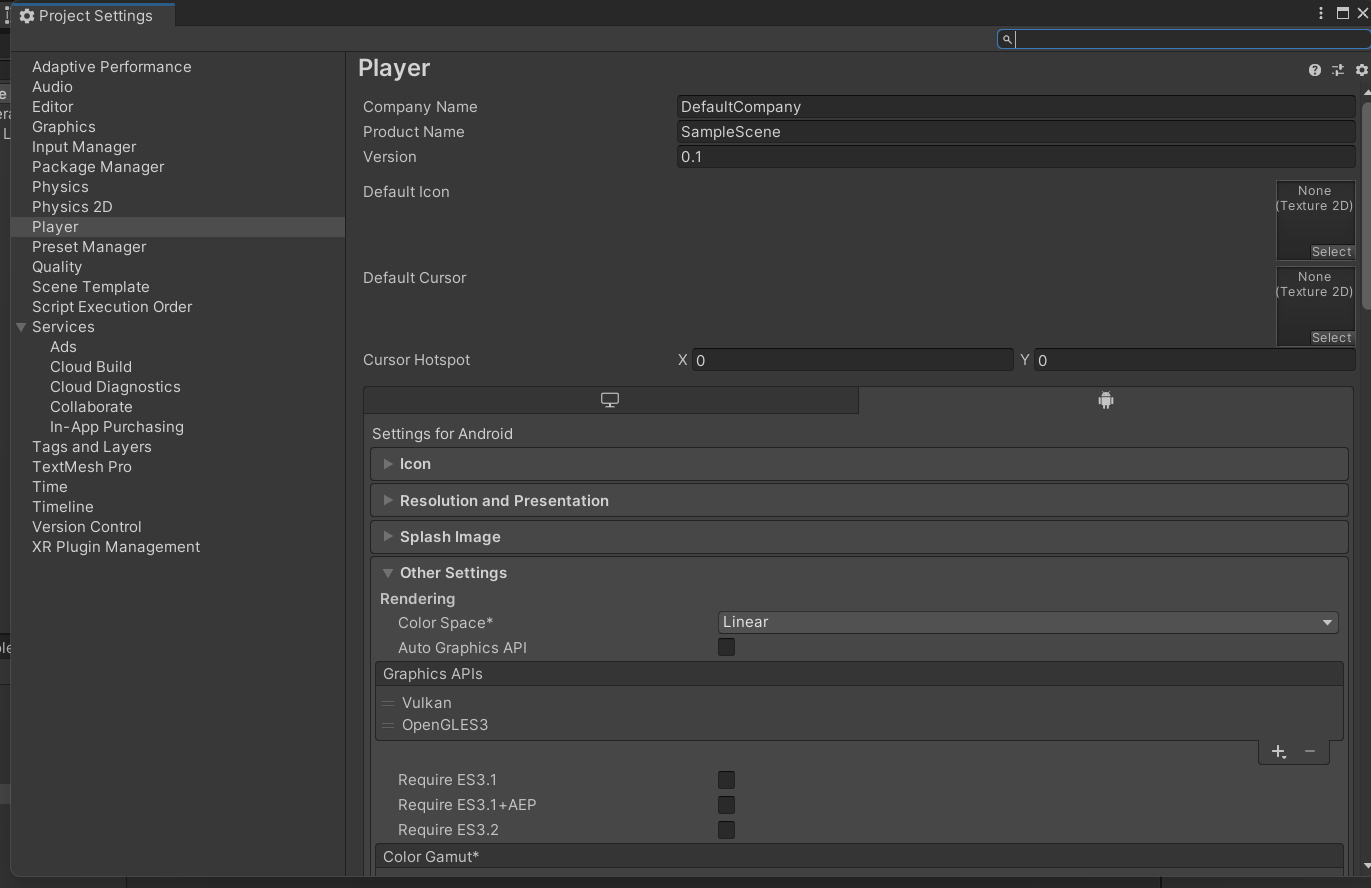 Project Settings
Adaptive Performance
Audio
Editor
Graphics
Input Manager
Package Manager
Physics
Physics 2D
Player
Preset Manager
Quality
Scene Template
Script Execution Order
Services
Ads
Cloud Build
Cloud Diagnostics
Collaborate
In-App Purchasing
Tags and Layers
TextMesh Pro
Time
Timeline
Version Control
XR Plugin Management
Player
Company Name DefaultCompany
Product Name SampleScene
Version 0.1
Default Icon
None
(Texture 2D)
Select
Default Cursor
None
(Texture 2D)
Select
Cursor Hotspot X 0 Y 0
Settings for Android
Icon
Resolution and Presentation
Splash Image
Other Settings
Rendering
Color Space* Linear
Auto Graphics API
Graphics APIs
Vulkan
OpenGLES3
Require ES3.1
Require ES3.1+AEP
Require ES3.2
Color Gamut*